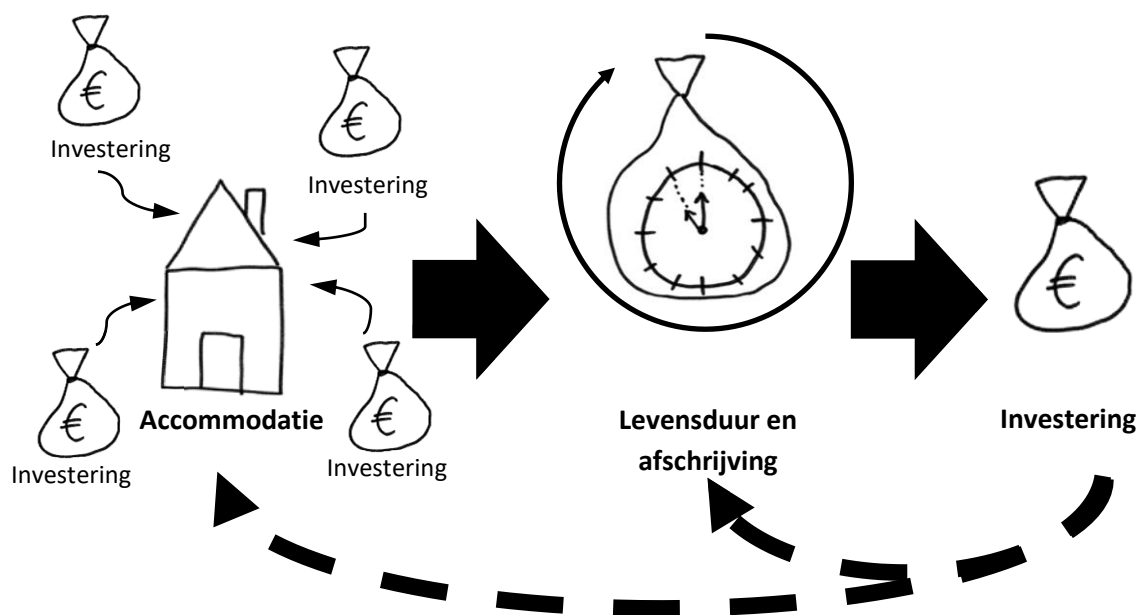 €
Investering
€
Investering
€
Investering
€
Investering
Accommodatie
Levensduur en
afschrijving
€
Investering